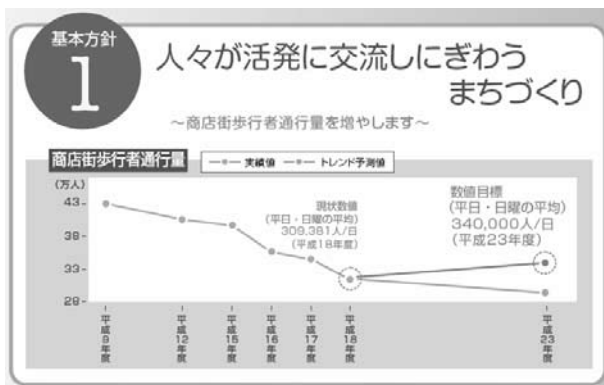 基本方針
1
人々が活発に交流しにぎわう
まちづくり
～商店街歩行者通行量を増やします～
商店街歩行者通行量
実績値
トレンド予測値
(万人)
43
38
33
28
現状数値
(平日・日曜の平均)
309,381人/日
(平成18年度)
数値目標
(平日・日曜の平均)
340,000人/日
(平成23年度)
平成9年度
平成12年度
平成15年度
平成16年度
平成17年度
平成18年度
平成23年度